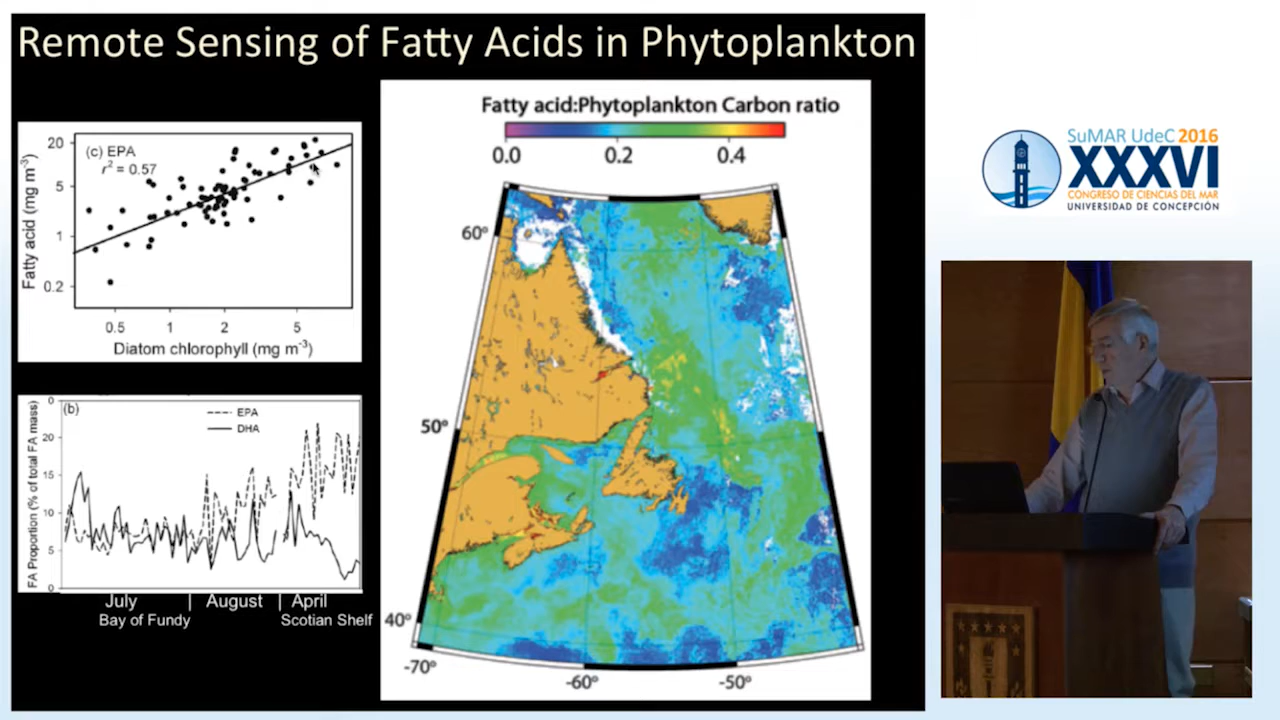 Remote Sensing of Fatty Acids in Phytoplankton
Fatty acid:Phytoplankton Carbon ratio
0.0 0.2 0.4
60°
50°
40°
-70°
-60°
-50°
(c) EPA
r² = 0.57
Fatty acid (mg m⁻³)
20
5
1
0.2
0.5 1 2 5
Diatom chlorophyll (mg m⁻³)
(b)
EPA
DHA
FA Proportion (% of total FA mass)
0
20
10
5
0
July | August | April
Bay of Fundy Scotian Shelf
SuMAR UdeC 2016
XXXVI
CONGRESO DE CIENCIAS DEL MAR
UNIVERSIDAD DE CONCEPCIÓN